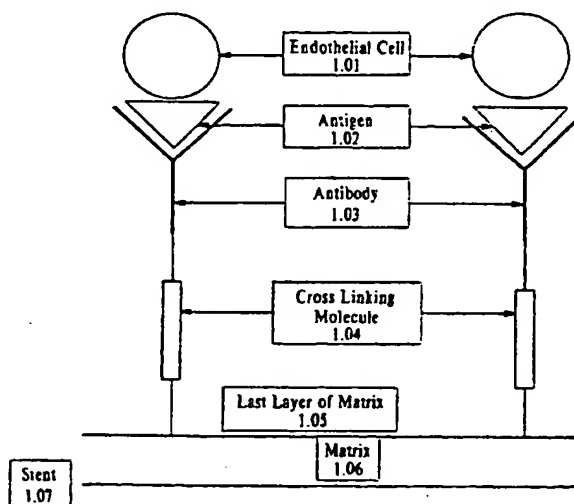 Endothelial Cell
1.01
Antigen
1.02
Antibody
1.03
Cross Linking
Molecule
1.04
Last Layer of Matrix
1.05
Matrix
1.06
Stent
1.07